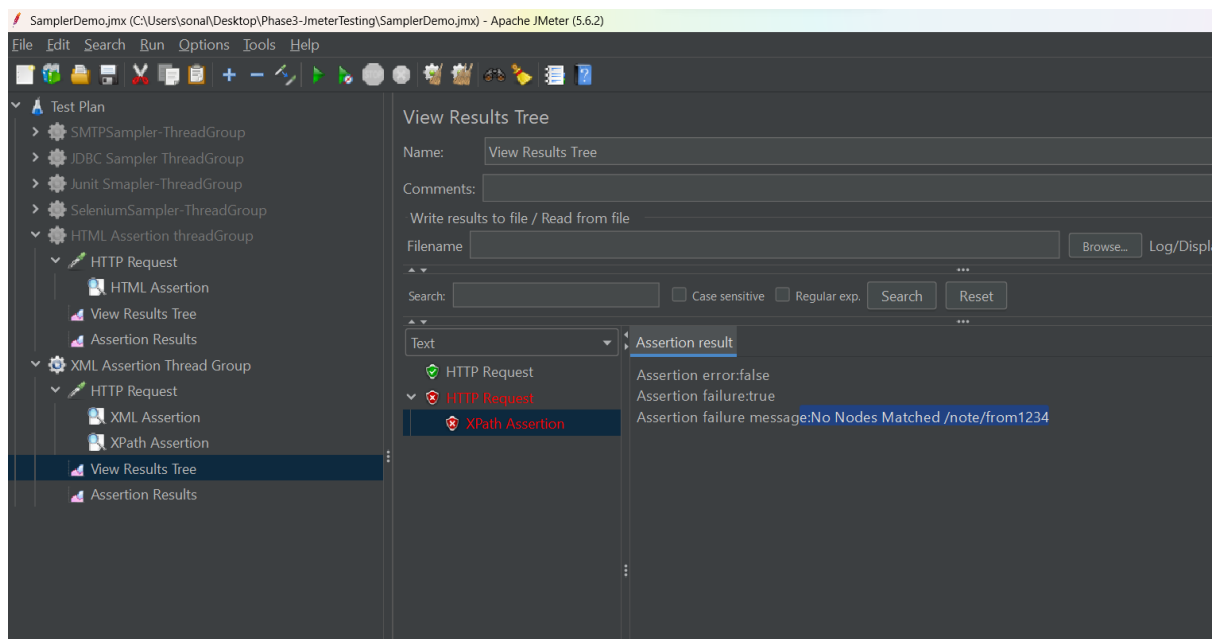 SamplerDemo.jmx (C:\Users\sonal\Desktop\Phase3-JmeterTesting\SamplerDemo.jmx) - Apache JMeter (5.6.2)
File Edit Search Run Options Tools Help
Test Plan
SMTPSampler-ThreadGroup
JDBC Sampler ThreadGroup
Junit Smapler-ThreadGroup
SeleniumSampler-ThreadGroup
HTML Assertion threadGroup
HTTP Request
HTML Assertion
View Results Tree
Assertion Results
XML Assertion Thread Group
HTTP Request
XML Assertion
XPath Assertion
View Results Tree
Assertion Results
View Results Tree
Name: View Results Tree
Comments:
Write results to file / Read from file
Filename Browse... Log/Displ
Search: Case sensitive Regular exp. Search Reset
Text
HTTP Request
HTTP Request
XPath Assertion
Assertion result
Assertion error:false
Assertion failure:true
Assertion failure message:No Nodes Matched /note/from1234